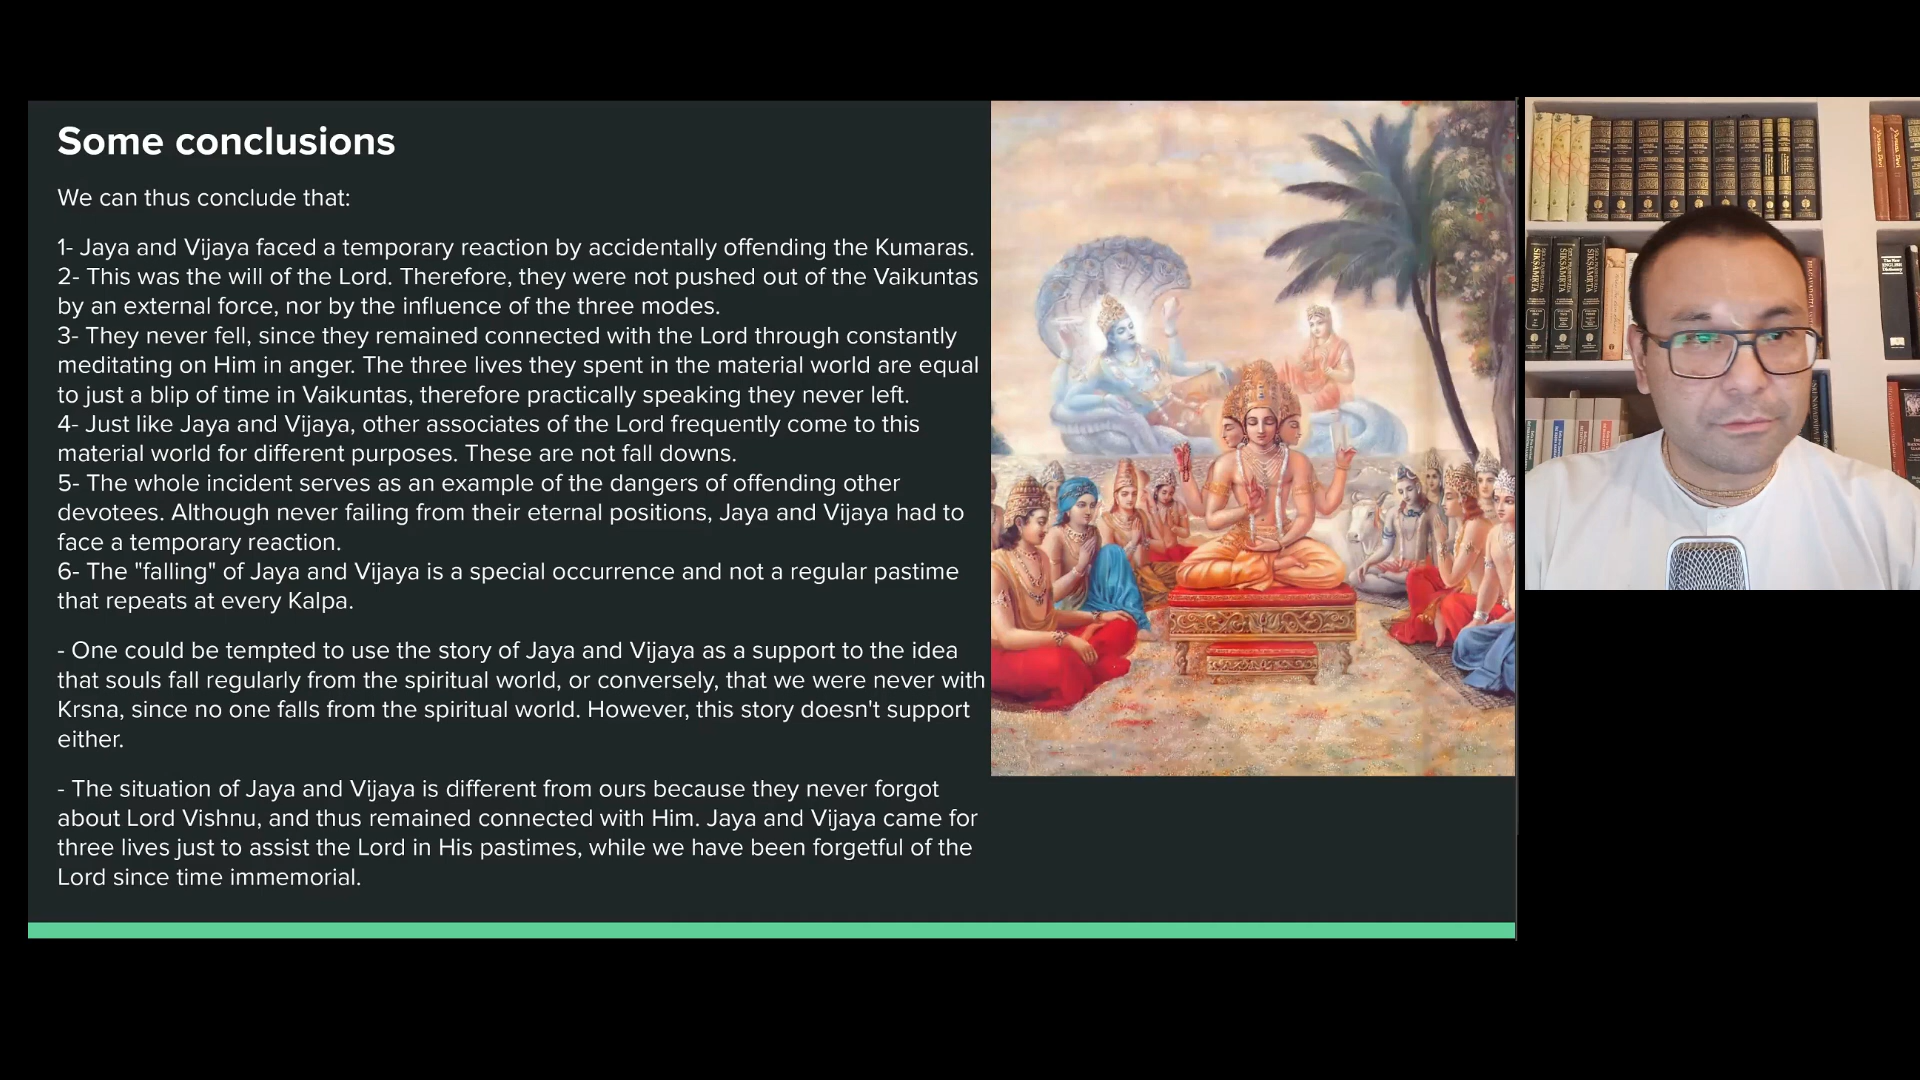 Some conclusions
We can thus conclude that:
1- Jaya and Vijaya faced a temporary reaction by accidentally offending the Kumaras.
2- This was the will of the Lord. Therefore, they were not pushed out of the Vaikuntas
by an external force, nor by the influence of the three modes.
3- They never fell, since they remained connected with the Lord through constantly
meditating on Him in anger. The three lives they spent in the material world are equal
to just a blip of time in Vaikuntas, therefore practically speaking they never left.
4- Just like Jaya and Vijaya, other associates of the Lord frequently come to this
material world for different purposes. These are not fall downs.
5- The whole incident serves as an example of the dangers of offending other
devotees. Although never failing from their eternal positions, Jaya and Vijaya had to
face a temporary reaction.
6- The "falling" of Jaya and Vijaya is a special occurrence and not a regular pastime
that repeats at every Kalpa.
- One could be tempted to use the story of Jaya and Vijaya as a support to the idea
that souls fall regularly from the spiritual world, or conversely, that we were never with
Krsna, since no one falls from the spiritual world. However, this story doesn't support
either.
- The situation of Jaya and Vijaya is different from ours because they never forgot
about Lord Vishnu, and thus remained connected with Him. Jaya and Vijaya came for
three lives just to assist the Lord in His pastimes, while we have been forgetful of the
Lord since time immemorial.
SIKSAMRTA
SIKSAMRTA
SIKSAMRTA